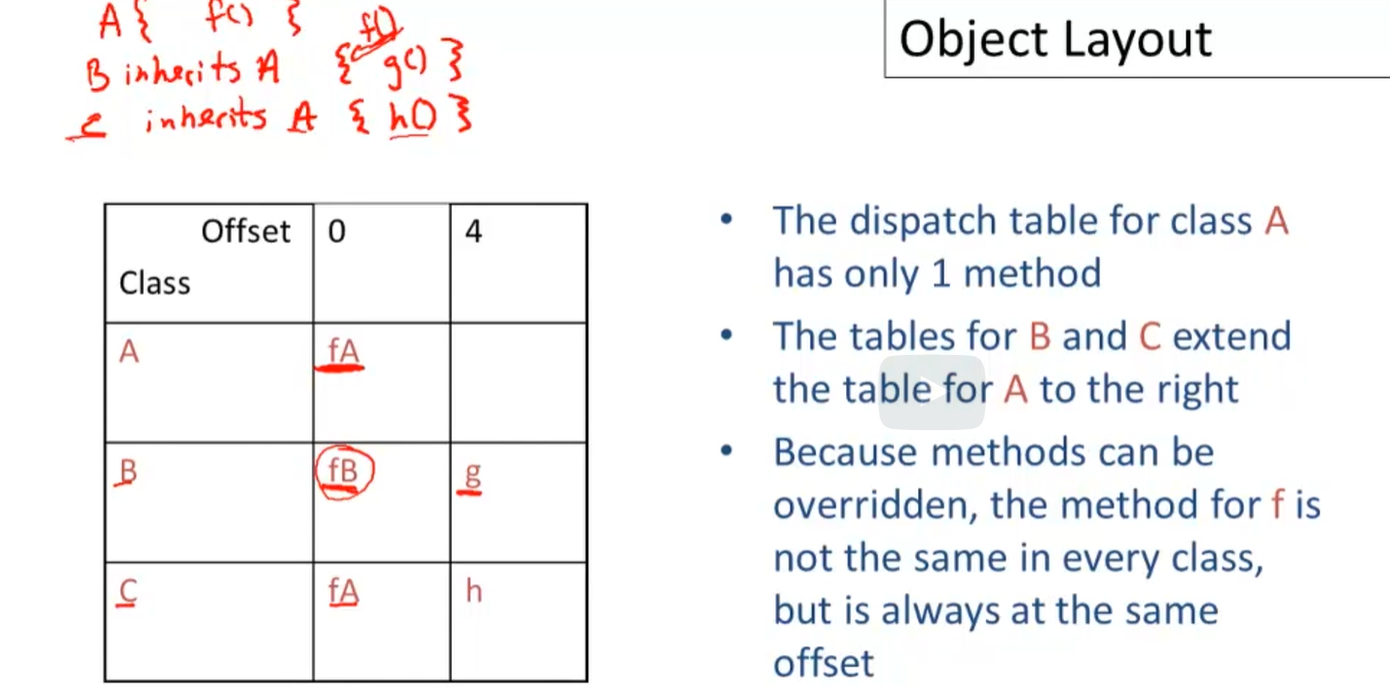 A { f() }
f()
B inherits A { g() }
C inherits A { h() }
Object Layout
Offset 0 4
Class
A fA
B fB g
C fA h
• The dispatch table for class A
has only 1 method
• The tables for B and C extend
the table for A to the right
• Because methods can be
overridden, the method for f is
not the same in every class,
but is always at the same
offset